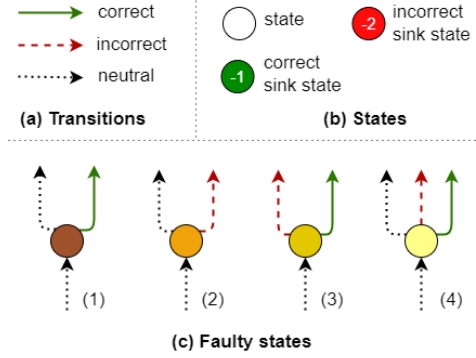 correct
incorrect
neutral
(a) Transitions
state
-2
incorrect
sink state
-1
correct
sink state
(b) States
(1)
(2)
(3)
(4)
(c) Faulty states